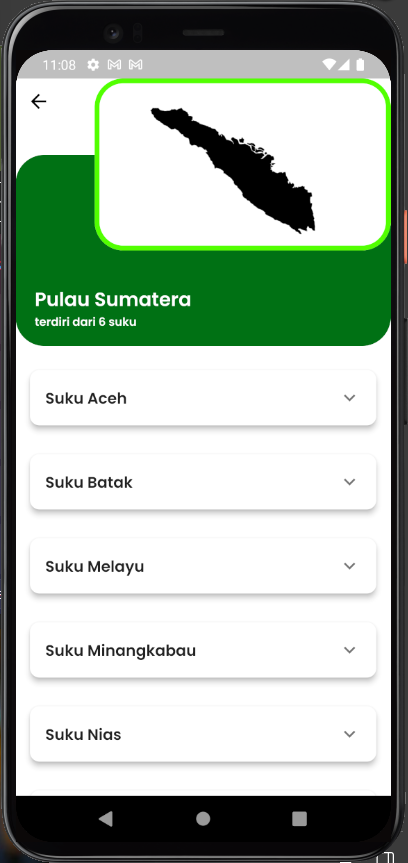 11:08
Pulau Sumatera
terdiri dari 6 suku
Suku Aceh
Suku Batak
Suku Melayu
Suku Minangkabau
Suku Nias